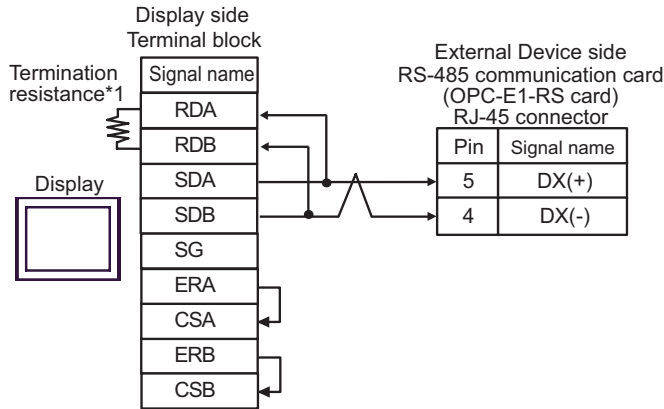 Display side
Terminal block
External Device side
RS-485 communication card
(OPC-E1-RS card)
RJ-45 connector
Termination
resistance*1
Display
Signal name
RDA
RDB
SDA
SDB
SG
ERA
CSA
ERB
CSB
Pin Signal name
5 DX(+)
4 DX(-)